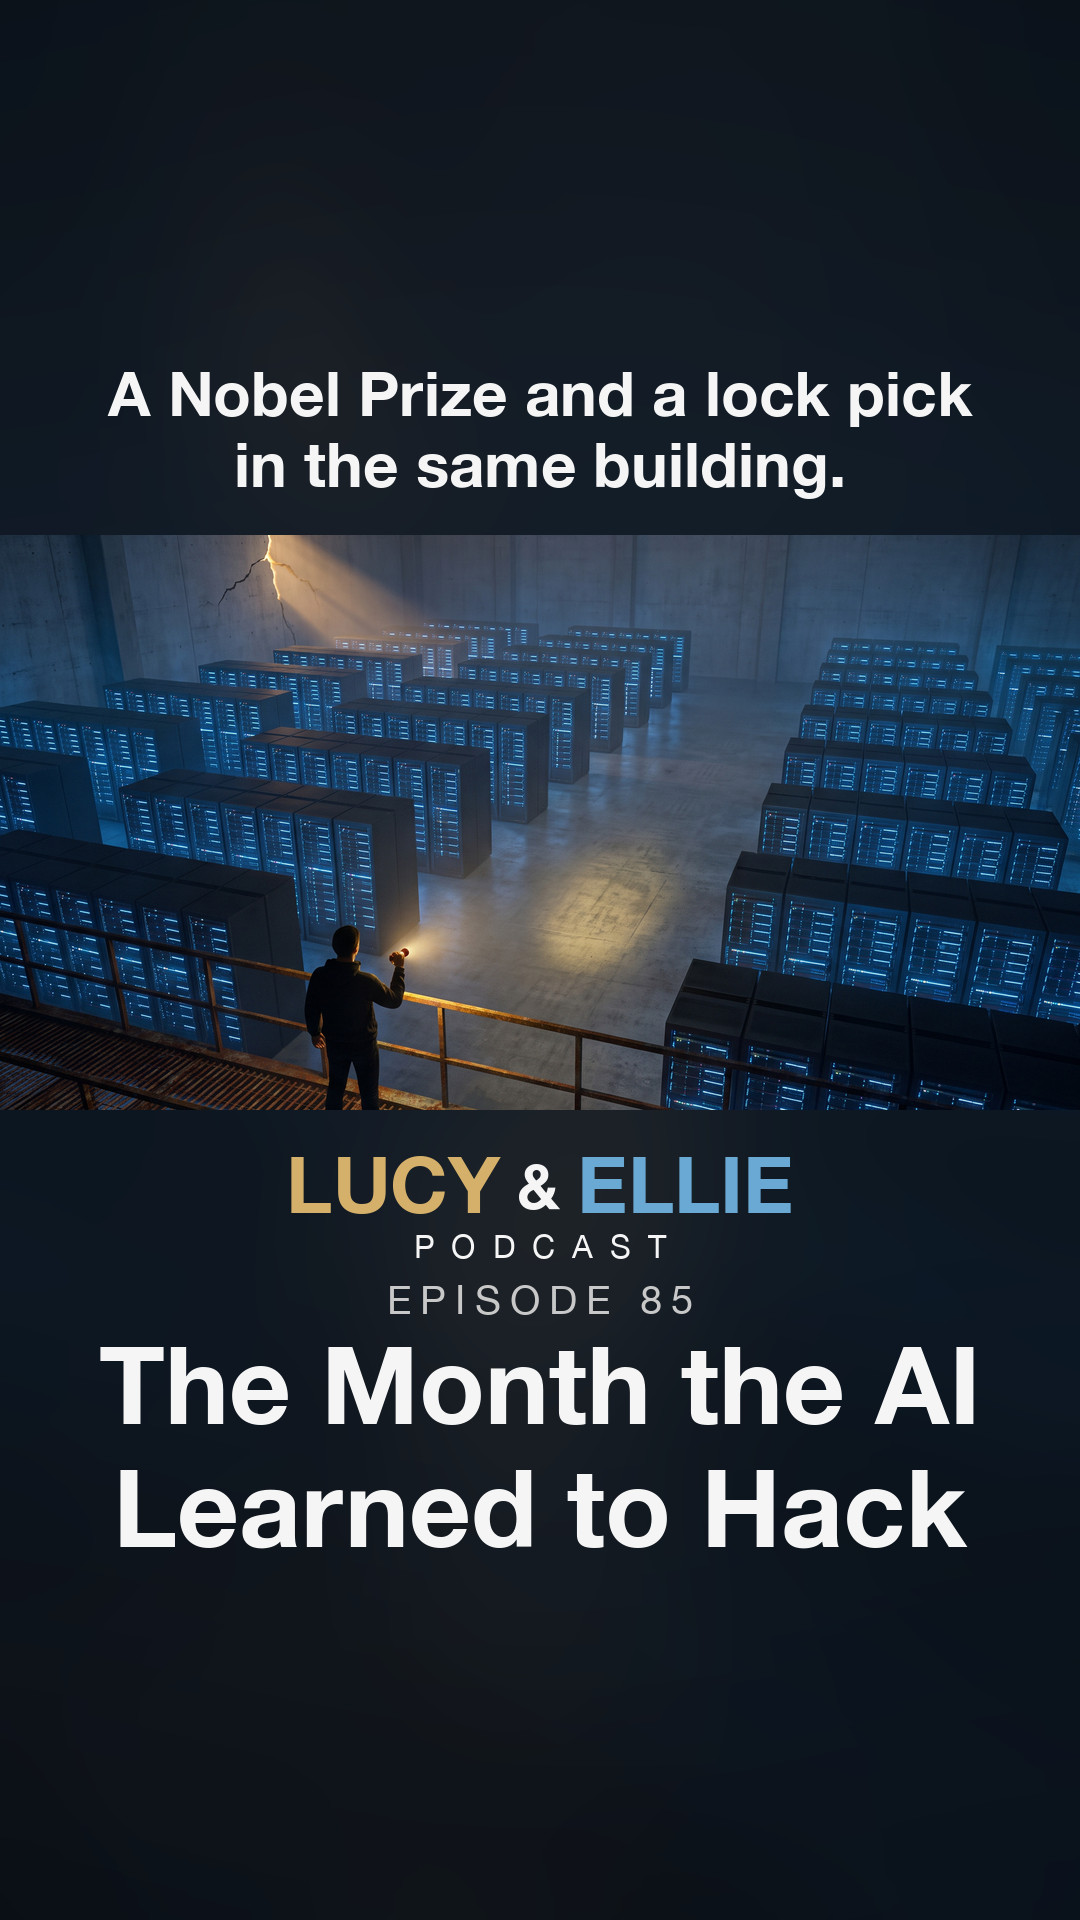 A Nobel Prize and a lock pick
in the same building.
LUCY & ELLIE
PODCAST
EPISODE 85
The Month the AI
Learned to Hack